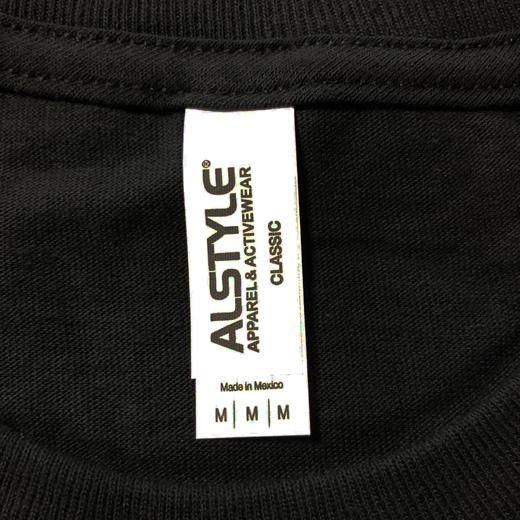 ALSTYLE®
APPAREL & ACTIVEWEAR
CLASSIC
Made in Mexico
M | M | M